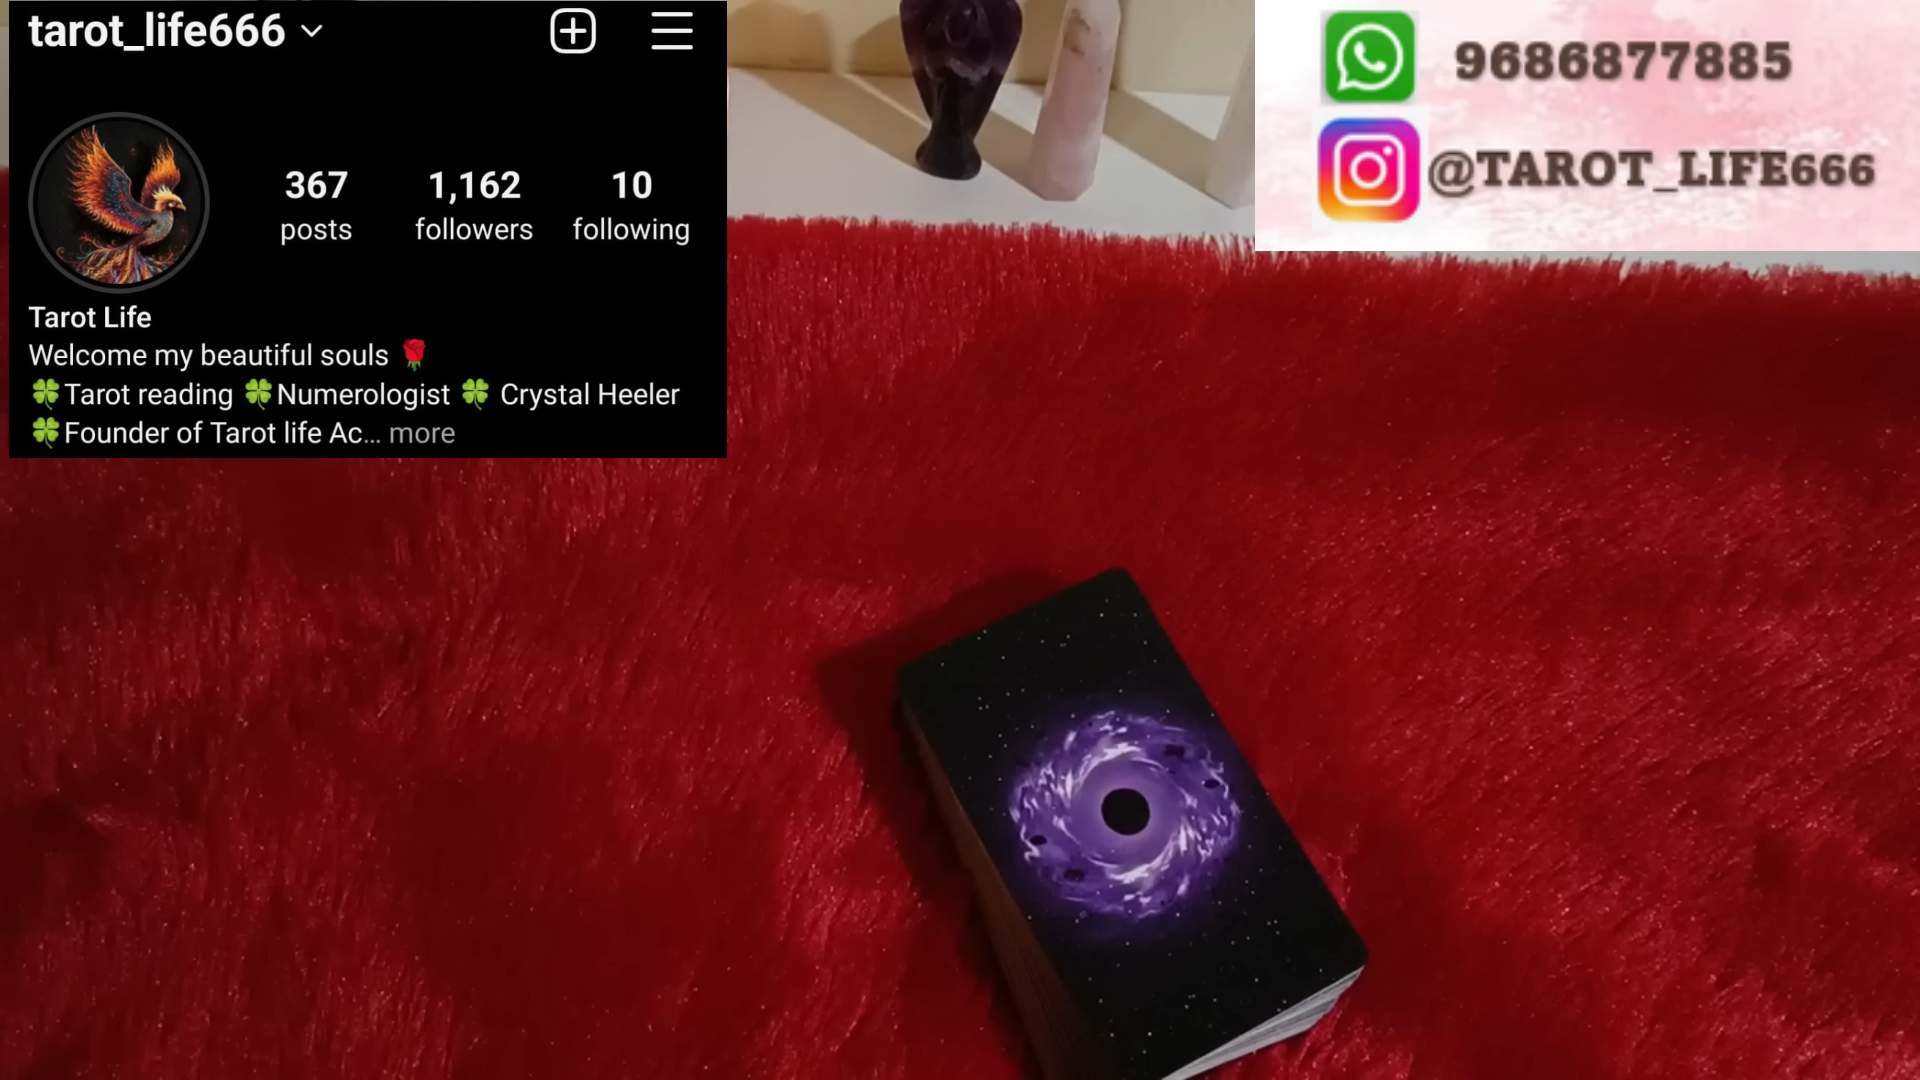 tarot_life666
367 1,162 10
posts followers following
Tarot Life
Welcome my beautiful souls 🌹
🍀Tarot reading 🍀Numerologist 🍀 Crystal Heeler
🍀Founder of Tarot life Ac... more
9686877885
@TAROT_LIFE666